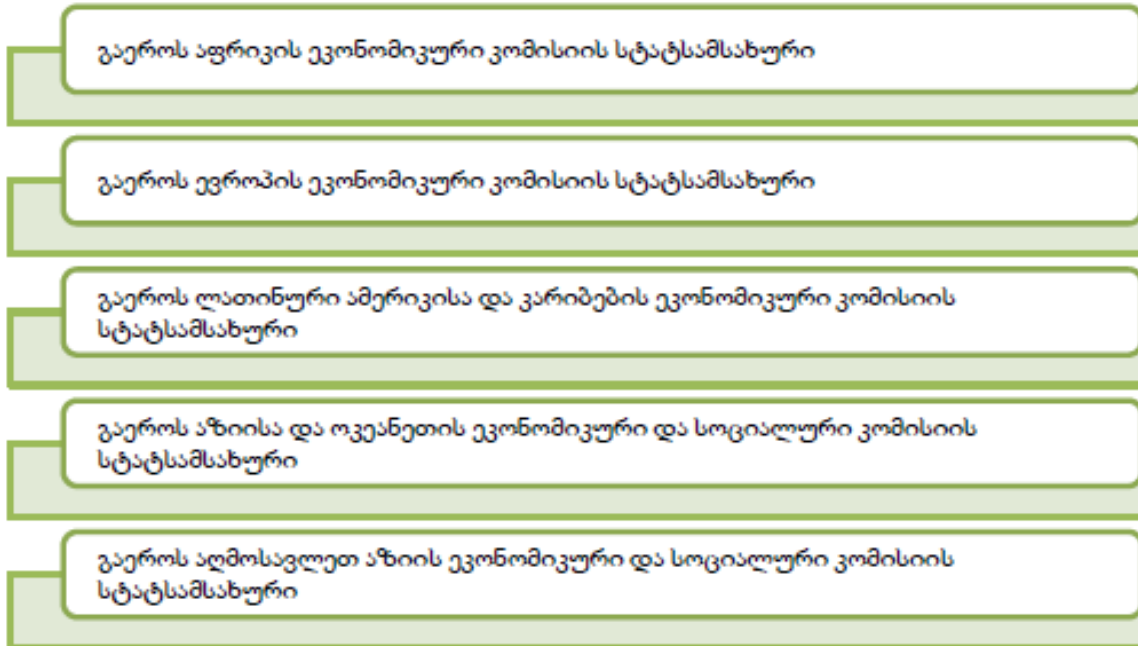 გაეროს აფრიკის ეკონომიკური კომისიის სტატსამსახური
გაეროს ევროპის ეკონომიკური კომისიის სტატსამსახური
გაეროს ლათინური ამერიკისა და კარიბების ეკონომიკური კომისიის
სტატსამსახური
გაეროს აზიისა და ოკეანეთის ეკონომიკური და სოციალური კომისიის
სტატსამსახური
გაეროს აღმოსავლეთ აზიის ეკონომიკური და სოციალური კომისიის
სტატსამსახური